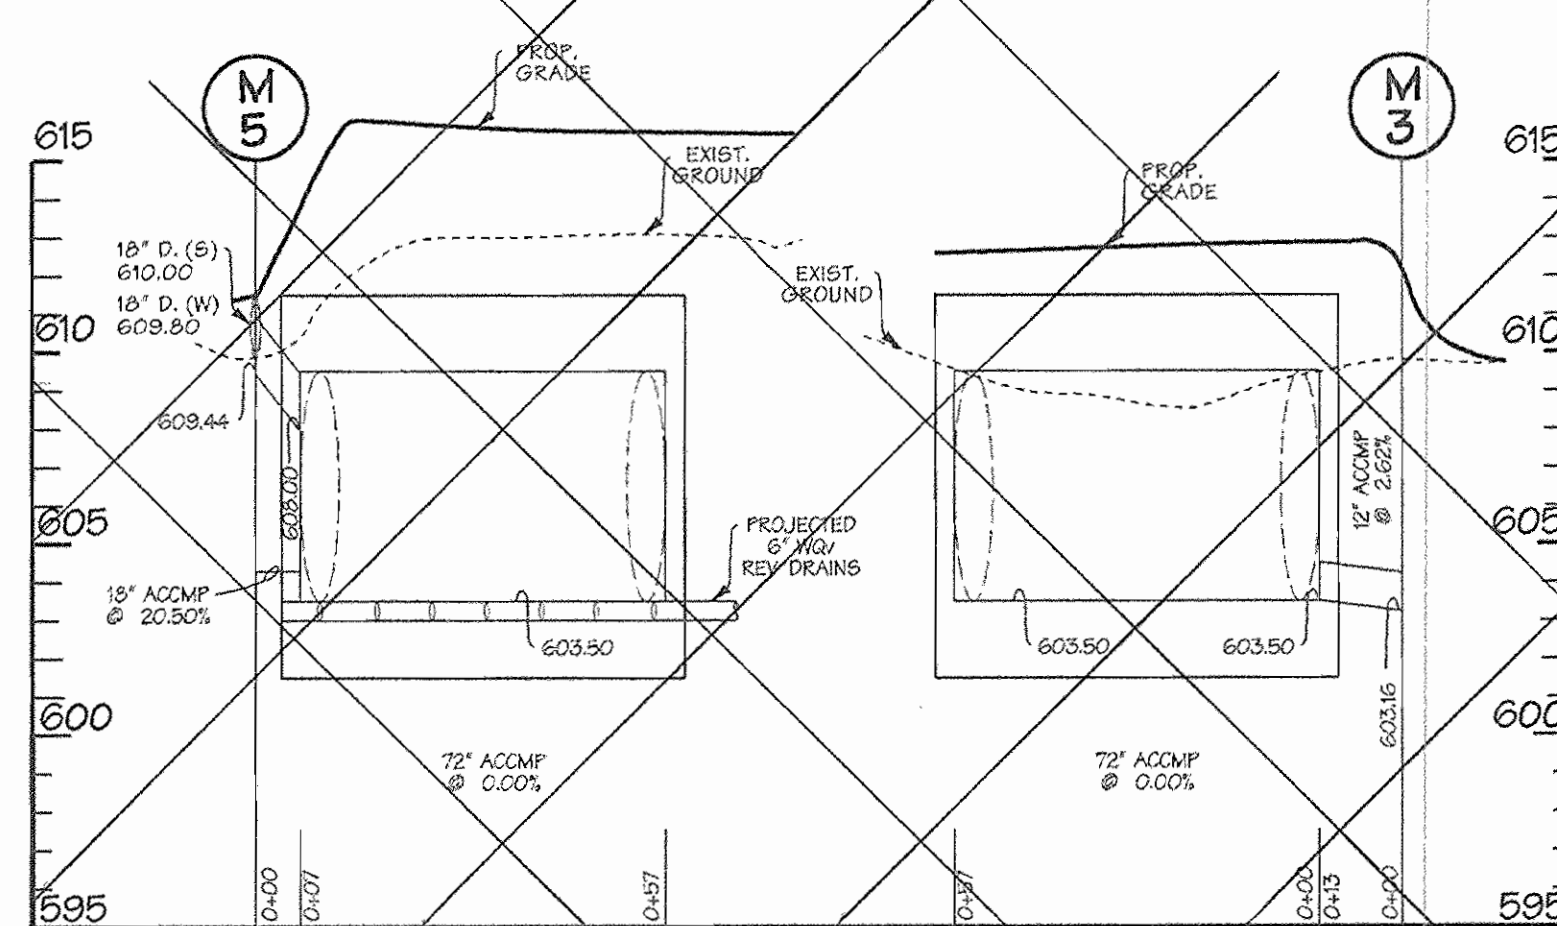 M
5
M
3
615
610
605
600
595
PROP.
GRADE
EXIST.
GROUND
18" D. (S)
610.00
18" D. (W)
609.80
609.44
608.00
18" ACCMP
@ 20.50%
PROJECTED
6" WQv
REV DRAINS
603.50
72" ACCMP
@ 0.00%
0+00
0+07
0+57
PROP.
GRADE
EXIST.
GROUND
12" ACCMP
@ 2.62%
603.50
603.50
603.16
72" ACCMP
@ 0.00%
0+57
0+00
0+13
0+00
615
610
605
600
595